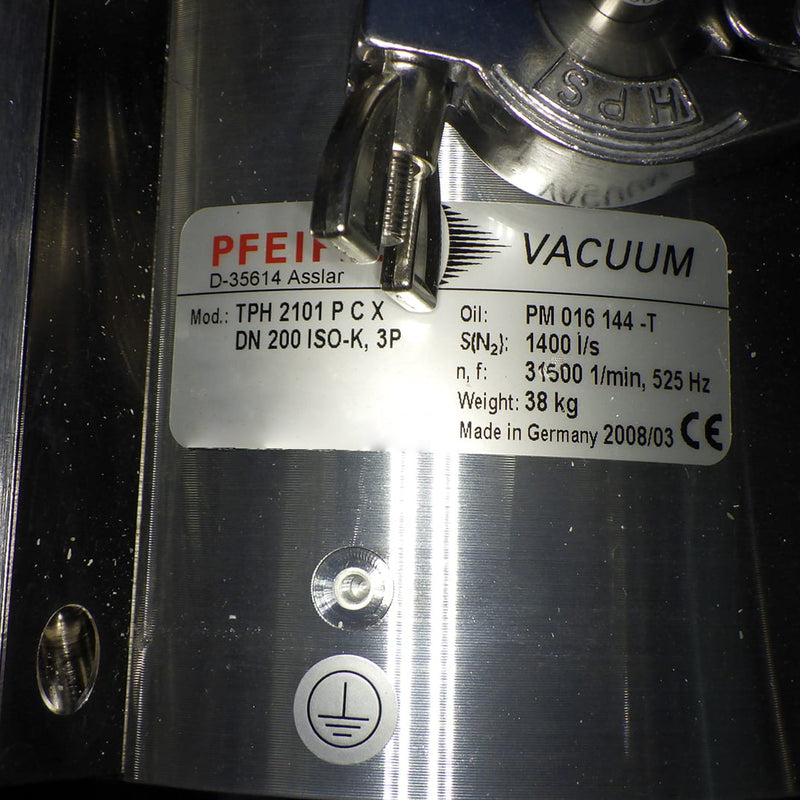 HPS
PFEIF
VACUUM
D-35614 Asslar
Mod.: TPH 2101 P C X
DN 200 ISO-K, 3P
Oil: PM 016 144 -T
S(N₂): 1400 l/s
n, f: 31500 1/min, 525 Hz
Weight: 38 kg
Made in Germany 2008/03 CE